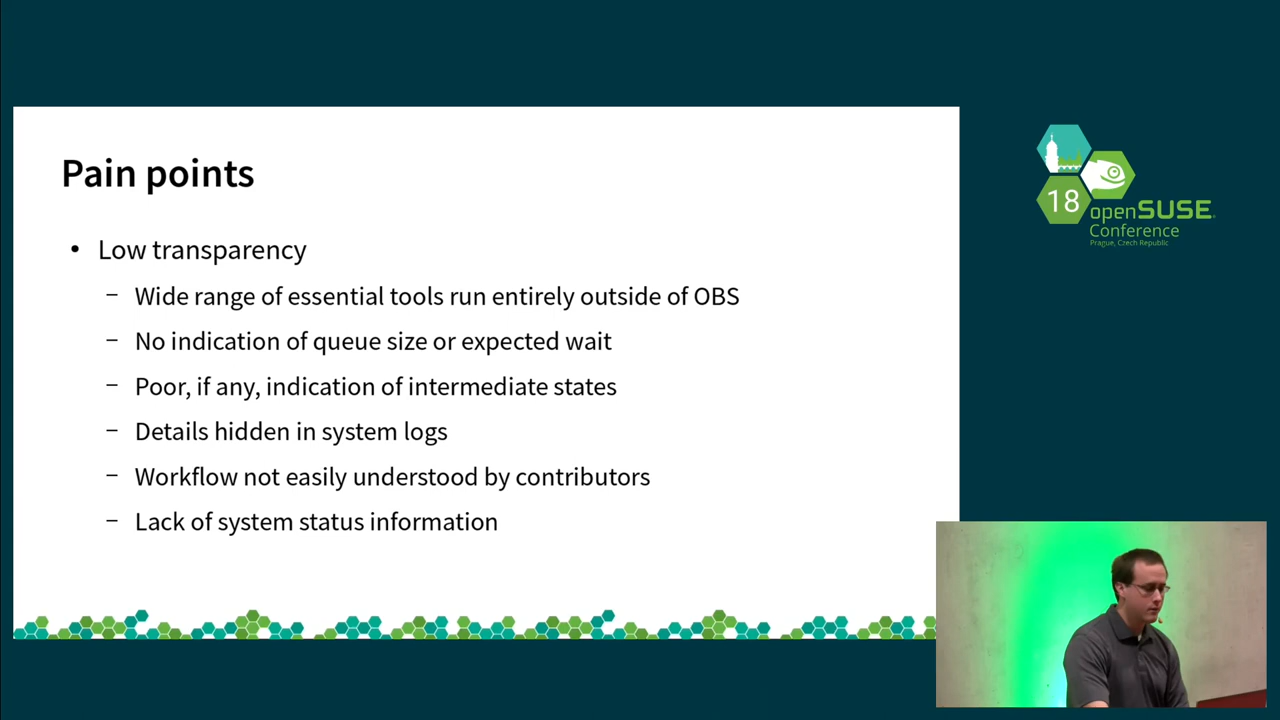 Pain points
• Low transparency
– Wide range of essential tools run entirely outside of OBS
– No indication of queue size or expected wait
– Poor, if any, indication of intermediate states
– Details hidden in system logs
– Workflow not easily understood by contributors
– Lack of system status information
18
openSUSE
Conference
Prague, Czech Republic